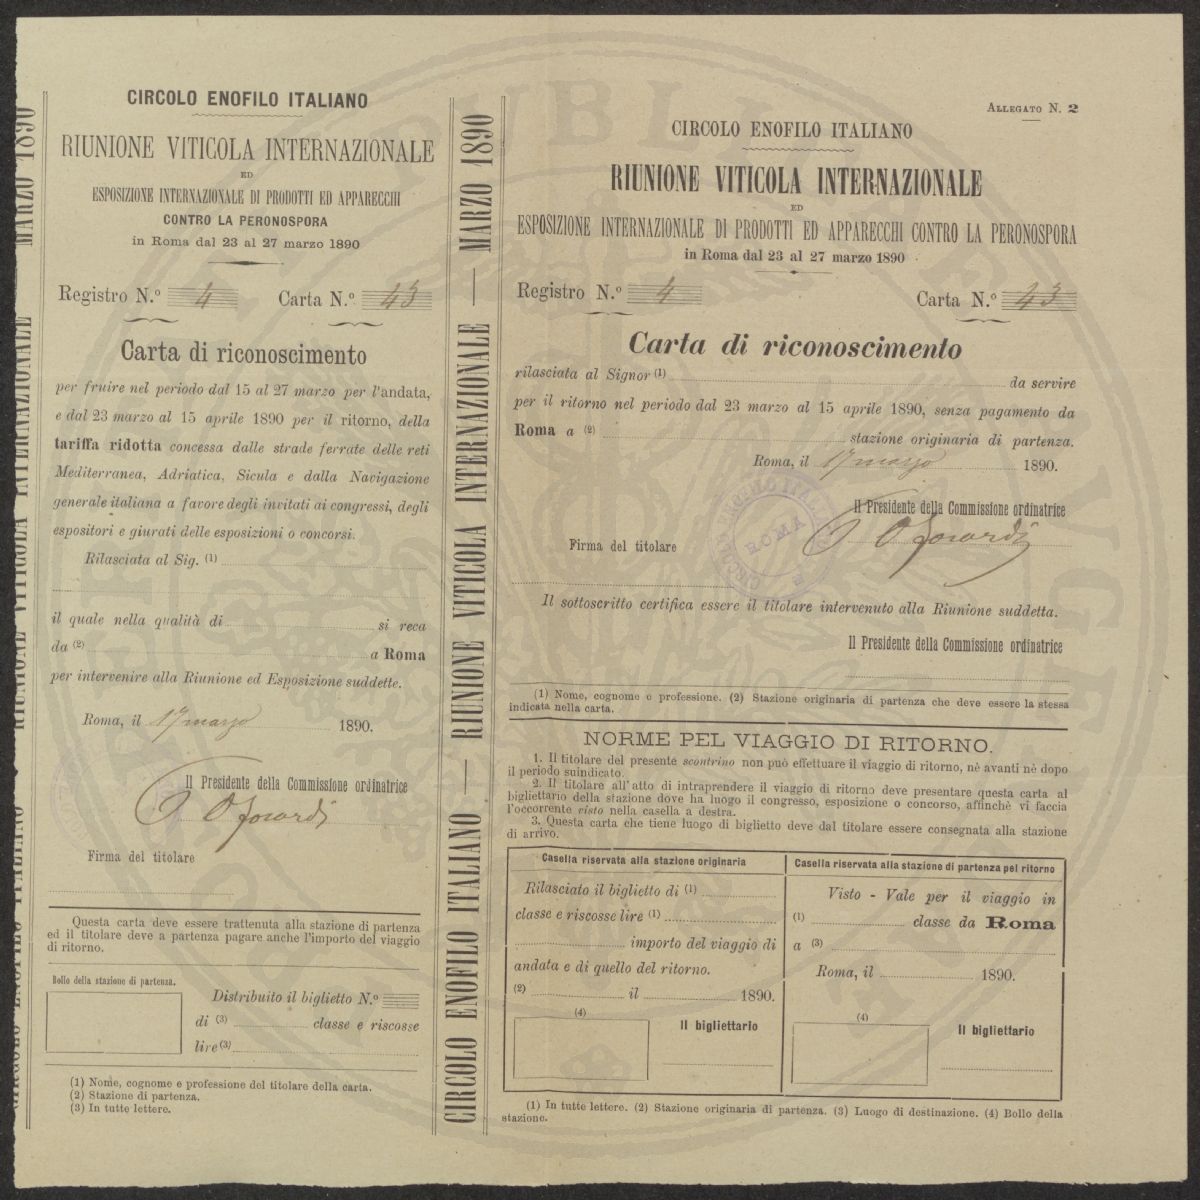 CIRCOLO ENOFILO ITALIANO
RIUNIONE VITICOLA INTERNAZIONALE
ED
ESPOSIZIONE INTERNAZIONALE DI PRODOTTI ED APPARECCHI
CONTRO LA PERONOSPORA
in Roma dal 23 al 27 marzo 1890
Registro N.º 4 Carta N.º 43
Carta di riconoscimento
per fruire nel periodo dal 15 al 27 marzo per l'andata,
e dal 23 marzo al 15 aprile 1890 per il ritorno, della
tariffa ridotta concessa dalle strade ferrate delle reti
Mediterranea, Adriatica, Sicula e dalla Navigazione
generale italiana a favore degli invitati ai congressi, degli
espositori e giurati delle esposizioni o concorsi.
Rilasciata al Sig. (1)
il quale nella qualità di si reca
da (2) a Roma
per intervenire alla Riunione ed Esposizione suddette.
Roma, il 17 marzo 1890.
Il Presidente della Commissione ordinatrice
Firma del titolare
Questa carta deve essere trattenuta alla stazione di partenza
ed il titolare deve a partenza pagare anche l'importo del viaggio
di ritorno.
Bollo della stazione di partenza.
Distribuito il biglietto N.º
di (3) classe e riscosse
lire (3)
(1) Nome, cognome e professione del titolare della carta.
(2) Stazione di partenza.
(3) In tutte lettere.
CIRCOLO ENOFILO ITALIANO — RIUNIONE VITICOLA INTERNAZIONALE — MARZO 1890
ALLEGATO N. 2
CIRCOLO ENOFILO ITALIANO
RIUNIONE VITICOLA INTERNAZIONALE
ED
ESPOSIZIONE INTERNAZIONALE DI PRODOTTI ED APPARECCHI CONTRO LA PERONOSPORA
in Roma dal 23 al 27 marzo 1890
Registro N.º 4 Carta N.º 43
Carta di riconoscimento
rilasciata al Signor (1) da servire
per il ritorno nel periodo dal 23 marzo al 15 aprile 1890, senza pagamento da
Roma a (2) stazione originaria di partenza.
Roma, il 17 marzo 1890.
Il Presidente della Commissione ordinatrice
ROMA
Firma del titolare
Il sottoscritto certifica essere il titolare intervenuto alla Riunione suddetta.
Il Presidente della Commissione ordinatrice
(1) Nome, cognome e professione. (2) Stazione originaria di partenza che deve essere la stessa
indicata nella carta.
NORME PEL VIAGGIO DI RITORNO.
1. Il titolare del presente scontrino non può effettuare il viaggio di ritorno, nè avanti nè dopo
il periodo suindicato.
2. Il titolare all'atto di intraprendere il viaggio di ritorno deve presentare questa carta al
bigliettario della stazione dove ha luogo il congresso, esposizione o concorso, affinchè vi faccia
l'occorrente visto nella casella a destra.
3. Questa carta che tiene luogo di biglietto deve dal titolare essere consegnata alla stazione
di arrivo.
Casella riservata alla stazione originaria
Rilasciato il biglietto di (1)
classe e riscosse lire (1)
importo del viaggio di
andata e di quello del ritorno.
(2) il 1890.
(4)
Il bigliettario
Casella riservata alla stazione di partenza pel ritorno
Visto - Vale per il viaggio in
(1) classe da Roma
a (3)
Roma, il 1890.
(4)
Il bigliettario
(1) In tutte lettere. (2) Stazione originaria di partenza. (3) Luogo di destinazione. (4) Bollo della
stazione.